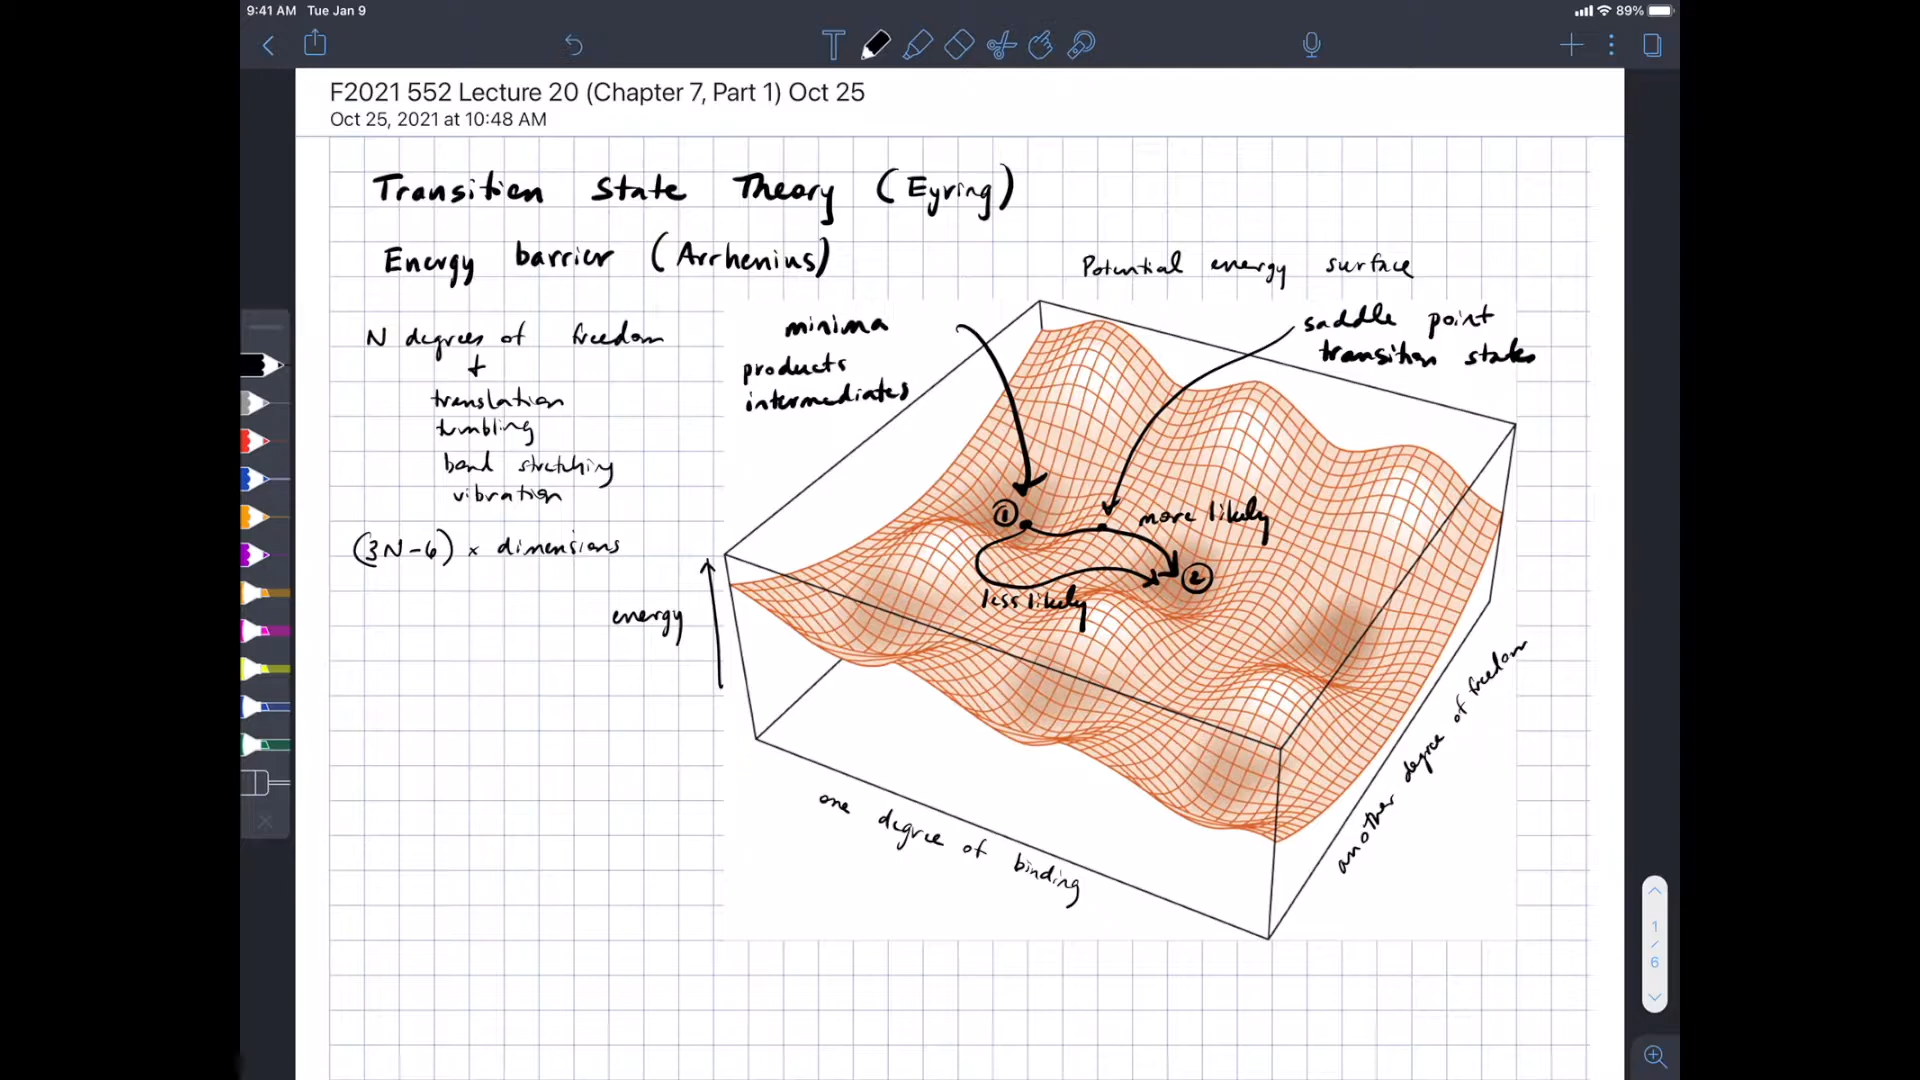 9:41 AM Tue Jan 9
89%
F2021 552 Lecture 20 (Chapter 7, Part 1) Oct 25
Oct 25, 2021 at 10:48 AM
Transition State Theory (Eyring)
Energy barrier (Arrhenius)
Potential energy surface
N degrees of freedom
translation
tumbling
bond stretching
vibration
(3N-6) x dimensions
minima
products
intermediates
saddle point
transition states
1
more likely
2
less likely
energy
one degree of binding
another degree of freedom
1
/
6